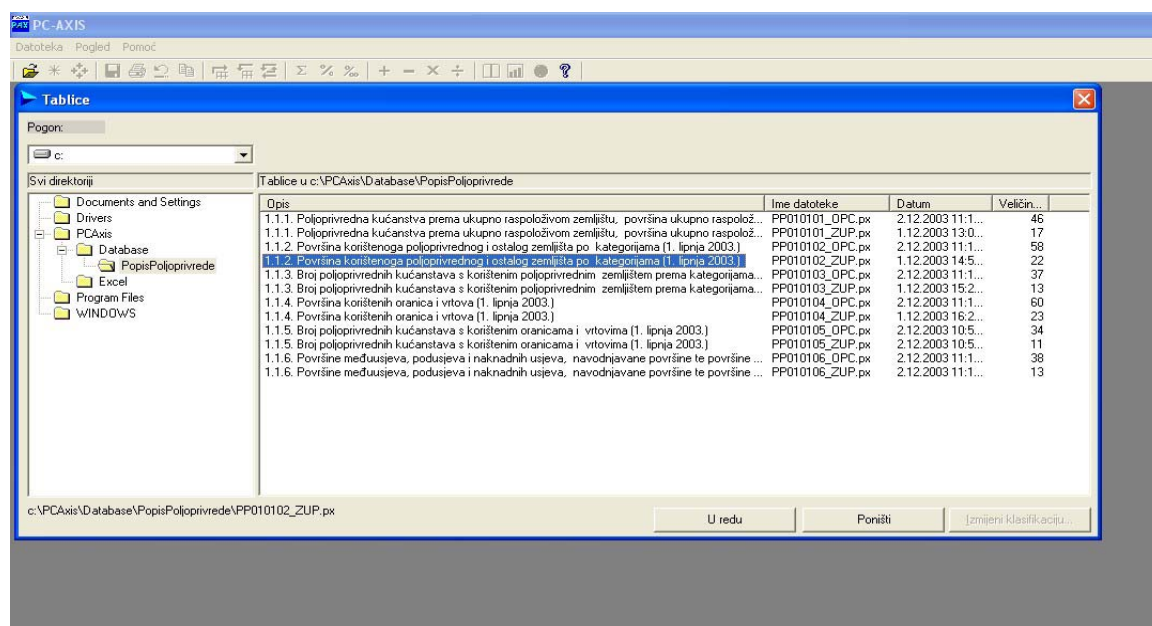 PC-AXIS
Datoteka Pogled Pomoć
Tablice
Pogon:
c:
Svi direktoriji
Tablice u c:\PCAxis\Database\PopisPoljoprivrede
Documents and Settings
Drivers
PCAxis
Database
PopisPoljoprivrede
Excel
Program Files
WINDOWS
Opis Ime datoteke Datum Veličin...
1.1.1. Poljoprivredna kućanstva prema ukupno raspoloživom zemljištu, površina ukupno raspolož... PP010101_OPC.px 2.12.2003 11:1... 46
1.1.1. Poljoprivredna kućanstva prema ukupno raspoloživom zemljištu, površina ukupno raspolož... PP010101_ZUP.px 1.12.2003 13:0... 17
1.1.2. Površina korištenoga poljoprivrednog i ostalog zemljišta po kategorijama (1. lipnja 2003.) PP010102_OPC.px 2.12.2003 11:1... 58
1.1.2. Površina korištenoga poljoprivrednog i ostalog zemljišta po kategorijama (1. lipnja 2003.) PP010102_ZUP.px 1.12.2003 14:5... 22
1.1.3. Broj poljoprivrednih kućanstava s korištenim poljoprivrednim zemljištem prema kategorijama... PP010103_OPC.px 2.12.2003 11:1... 37
1.1.3. Broj poljoprivrednih kućanstava s korištenim poljoprivrednim zemljištem prema kategorijama... PP010103_ZUP.px 1.12.2003 15:2... 13
1.1.4. Površina korištenih oranica i vrtova (1. lipnja 2003.) PP010104_OPC.px 2.12.2003 11:1... 60
1.1.4. Površina korištenih oranica i vrtova (1. lipnja 2003.) PP010104_ZUP.px 1.12.2003 16:2... 23
1.1.5. Broj poljoprivrednih kućanstava s korištenim oranicama i vrtovima (1. lipnja 2003.) PP010105_OPC.px 2.12.2003 10:5... 34
1.1.5. Broj poljoprivrednih kućanstava s korištenim oranicama i vrtovima (1. lipnja 2003.) PP010105_ZUP.px 2.12.2003 10:5... 11
1.1.6. Površine međuusjeva, podusjeva i naknadnih usjeva, navodnjavane površine te površine ... PP010106_OPC.px 2.12.2003 11:1... 38
1.1.6. Površine međuusjeva, podusjeva i naknadnih usjeva, navodnjavane površine te površine ... PP010106_ZUP.px 2.12.2003 11:1... 13
c:\PCAxis\Database\PopisPoljoprivrede\PP010102_ZUP.px
U redu Poništi Izmijeni klasifikaciju...